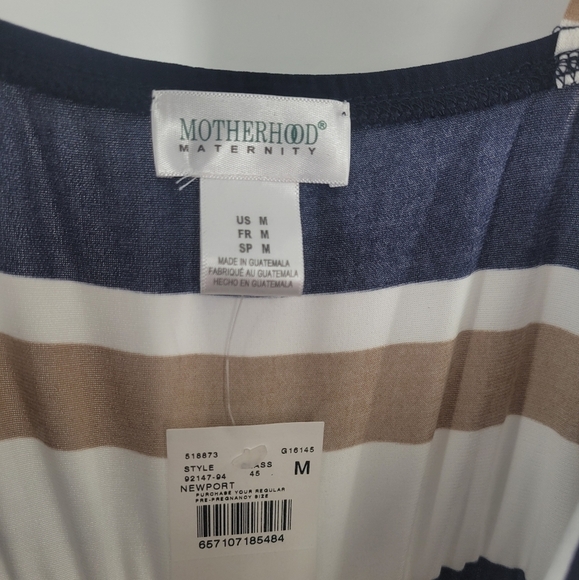 MOTHERHOOD®
MATERNITY
US M
FR M
SP M
MADE IN GUATEMALA
FABRIQUÉ AU GUATEMALA
HECHO EN GUATEMALA
518873 G16145
STYLE
92147-94 45 M
NEWPORT
PURCHASE YOUR REGULAR
PRE-PREGNANCY SIZE
657107185484